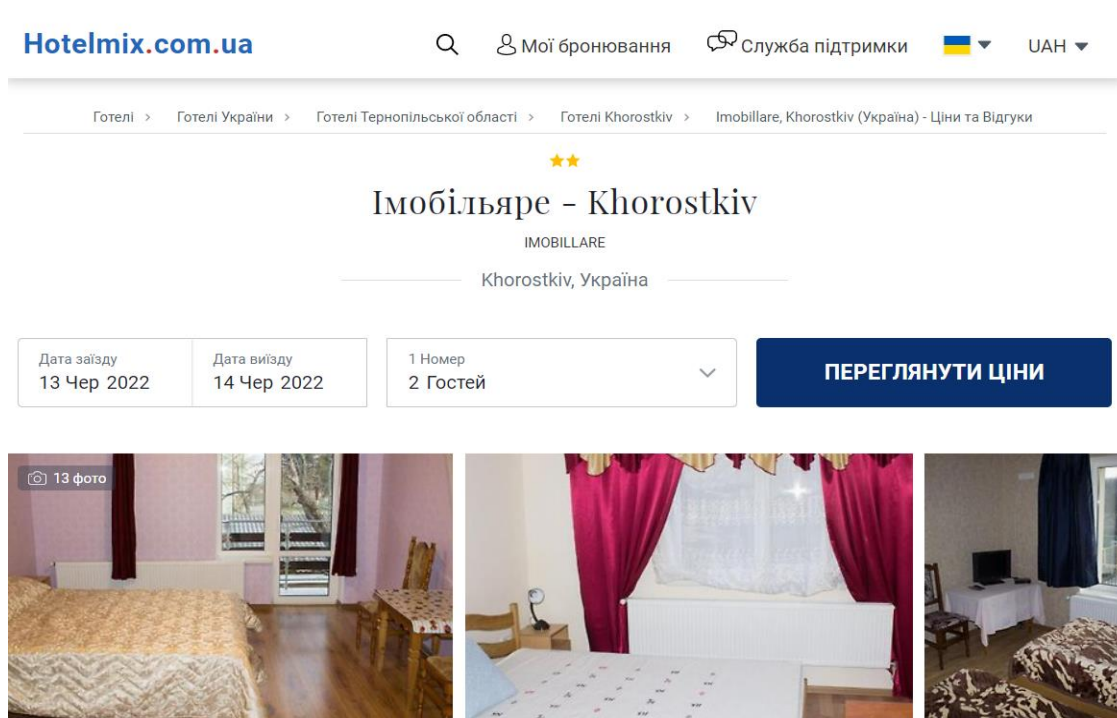 Hotelmix.com.ua Мої бронювання Служба підтримки UAH
Готелі > Готелі України > Готелі Тернопільської області > Готелі Khorostkiv > Imobillare, Khorostkiv (Україна) - Ціни та Відгуки
Імобільяре - Khorostkiv
IMOBILLARE
Khorostkiv, Україна
Дата заїзду Дата виїзду 1 Номер
13 Чер 2022 14 Чер 2022 2 Гостей ПЕРЕГЛЯНУТИ ЦІНИ
13 фото